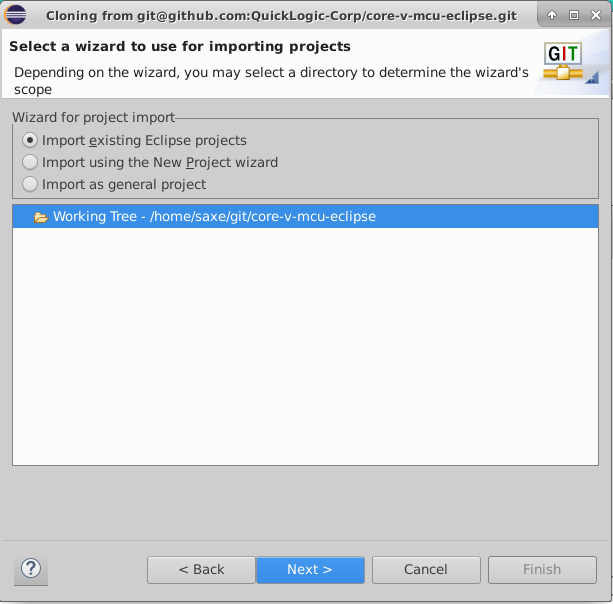 Cloning from git@github.com:QuickLogic-Corp/core-v-mcu-eclipse.git
Select a wizard to use for importing projects
Depending on the wizard, you may select a directory to determine the wizard's
scope
GIT
Wizard for project import
Import existing Eclipse projects
Import using the New Project wizard
Import as general project
Working Tree - /home/saxe/git/core-v-mcu-eclipse
?
< Back
Next >
Cancel
Finish